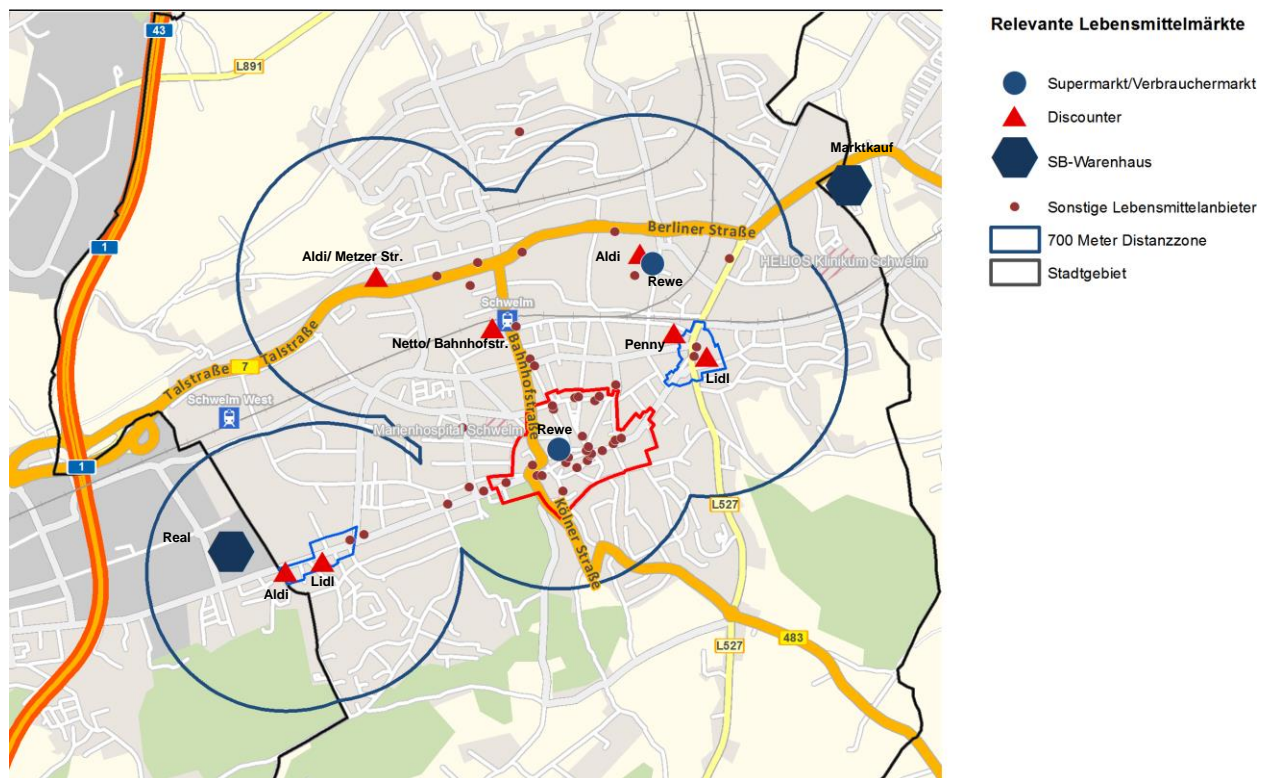 Relevante Lebensmittelmärkte
Supermarkt/Verbrauchermarkt
Discounter
SB-Warenhaus
Sonstige Lebensmittelanbieter
700 Meter Distanzzone
Stadtgebiet
43
L891
Marktkauf
1
Berliner Straße
Aldi/ Metzer Str.
Aldi
HELIOS Klinikum Schwelm
Rewe
Schwelm
Netto/ Bahnhofstr.
Penny
Talstraße
7
Talstraße
Bahnhofstraße
Lidl
Schwelm West
Marienhospital Schwelm
Rewe
1
Kölner Straße
L527
Real
Aldi
Lidl
483
L527